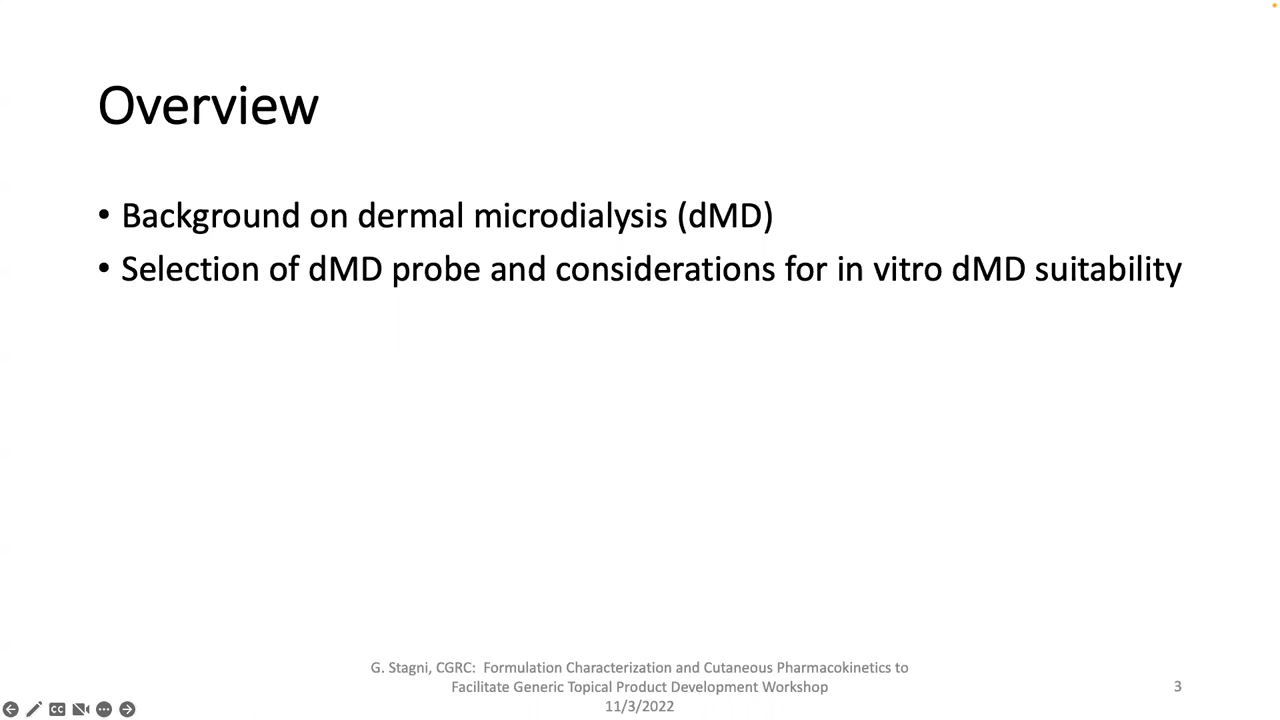 Overview
• Background on dermal microdialysis (dMD)
• Selection of dMD probe and considerations for in vitro dMD suitability
G. Stagni, CGRC: Formulation Characterization and Cutaneous Pharmacokinetics to
Facilitate Generic Topical Product Development Workshop
11/3/2022
3
CC